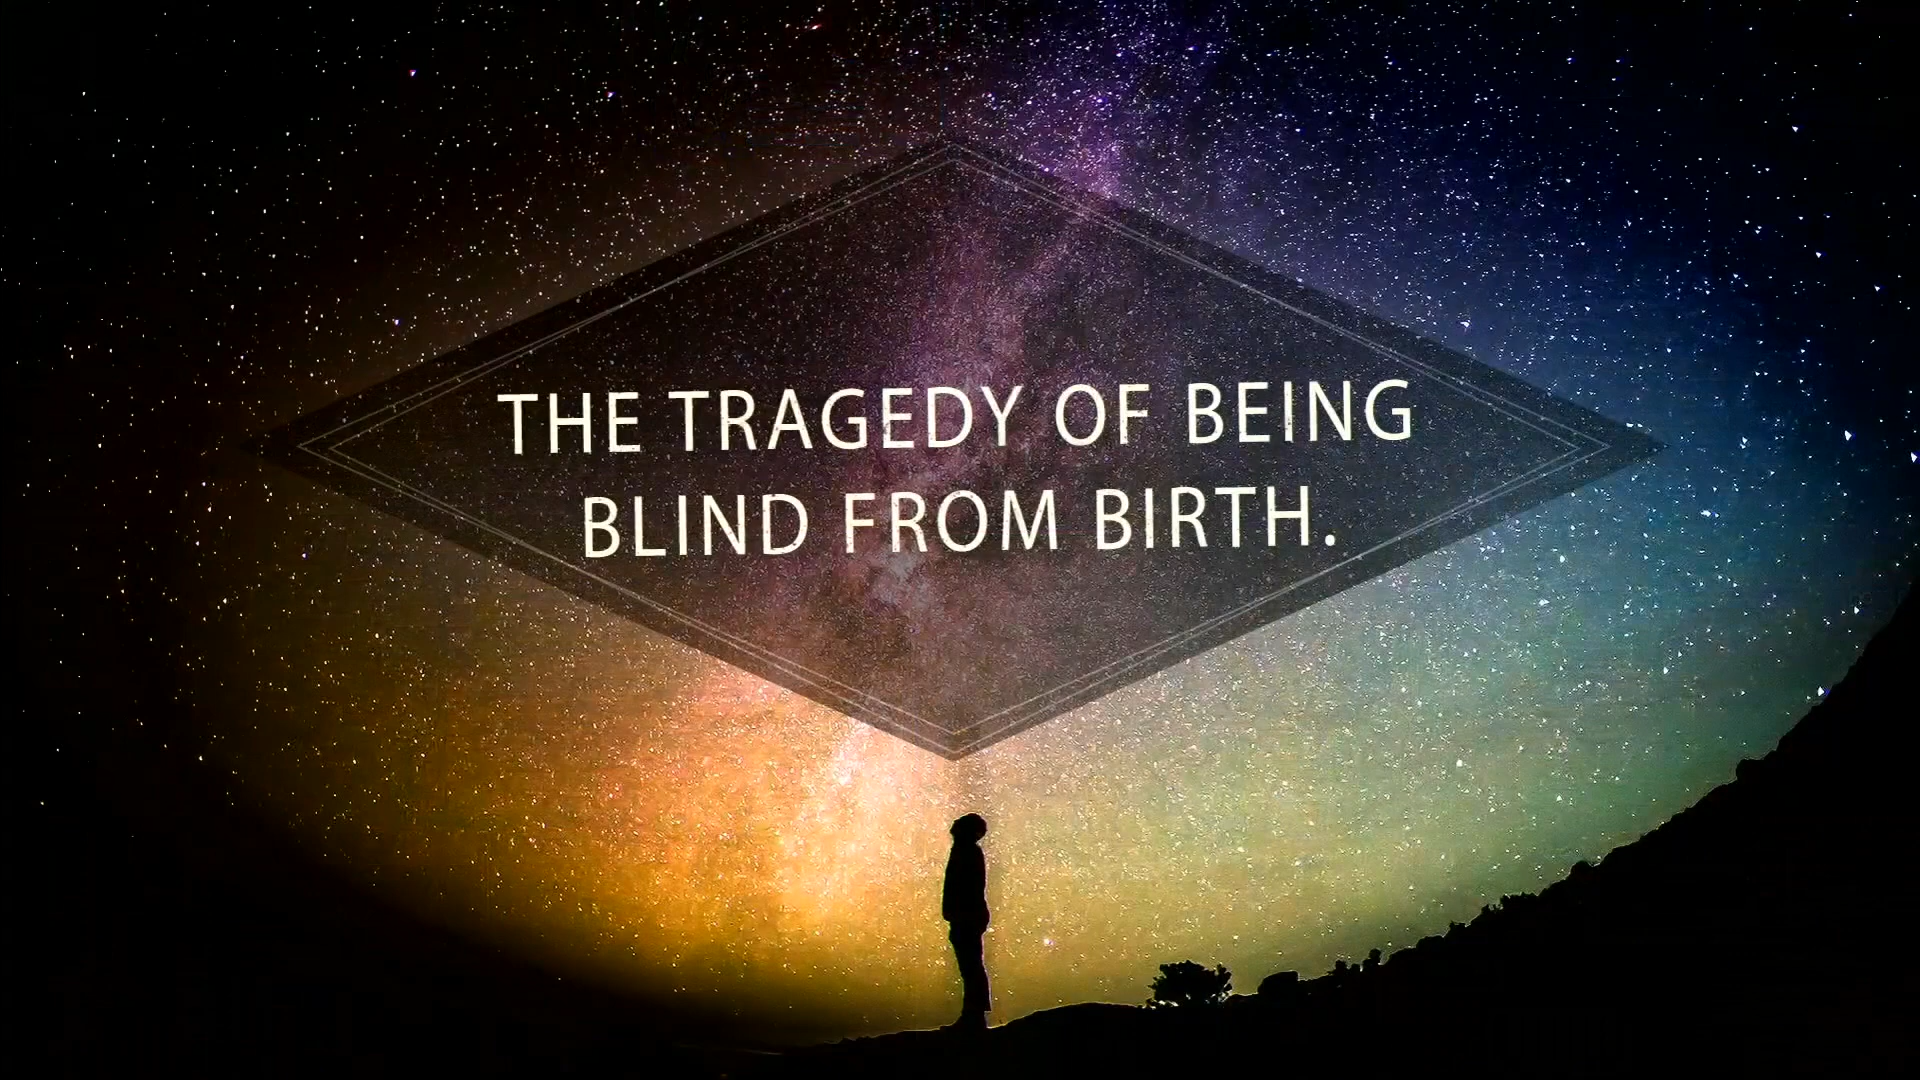 THE TRAGEDY OF BEING
BLIND FROM BIRTH.